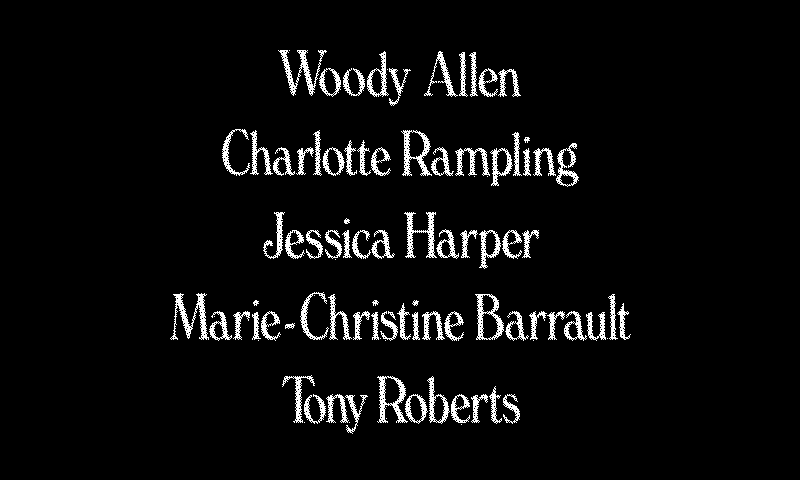 Woody Allen
Charlotte Rampling
Jessica Harper
Marie-Christine Barrault
Tony Roberts